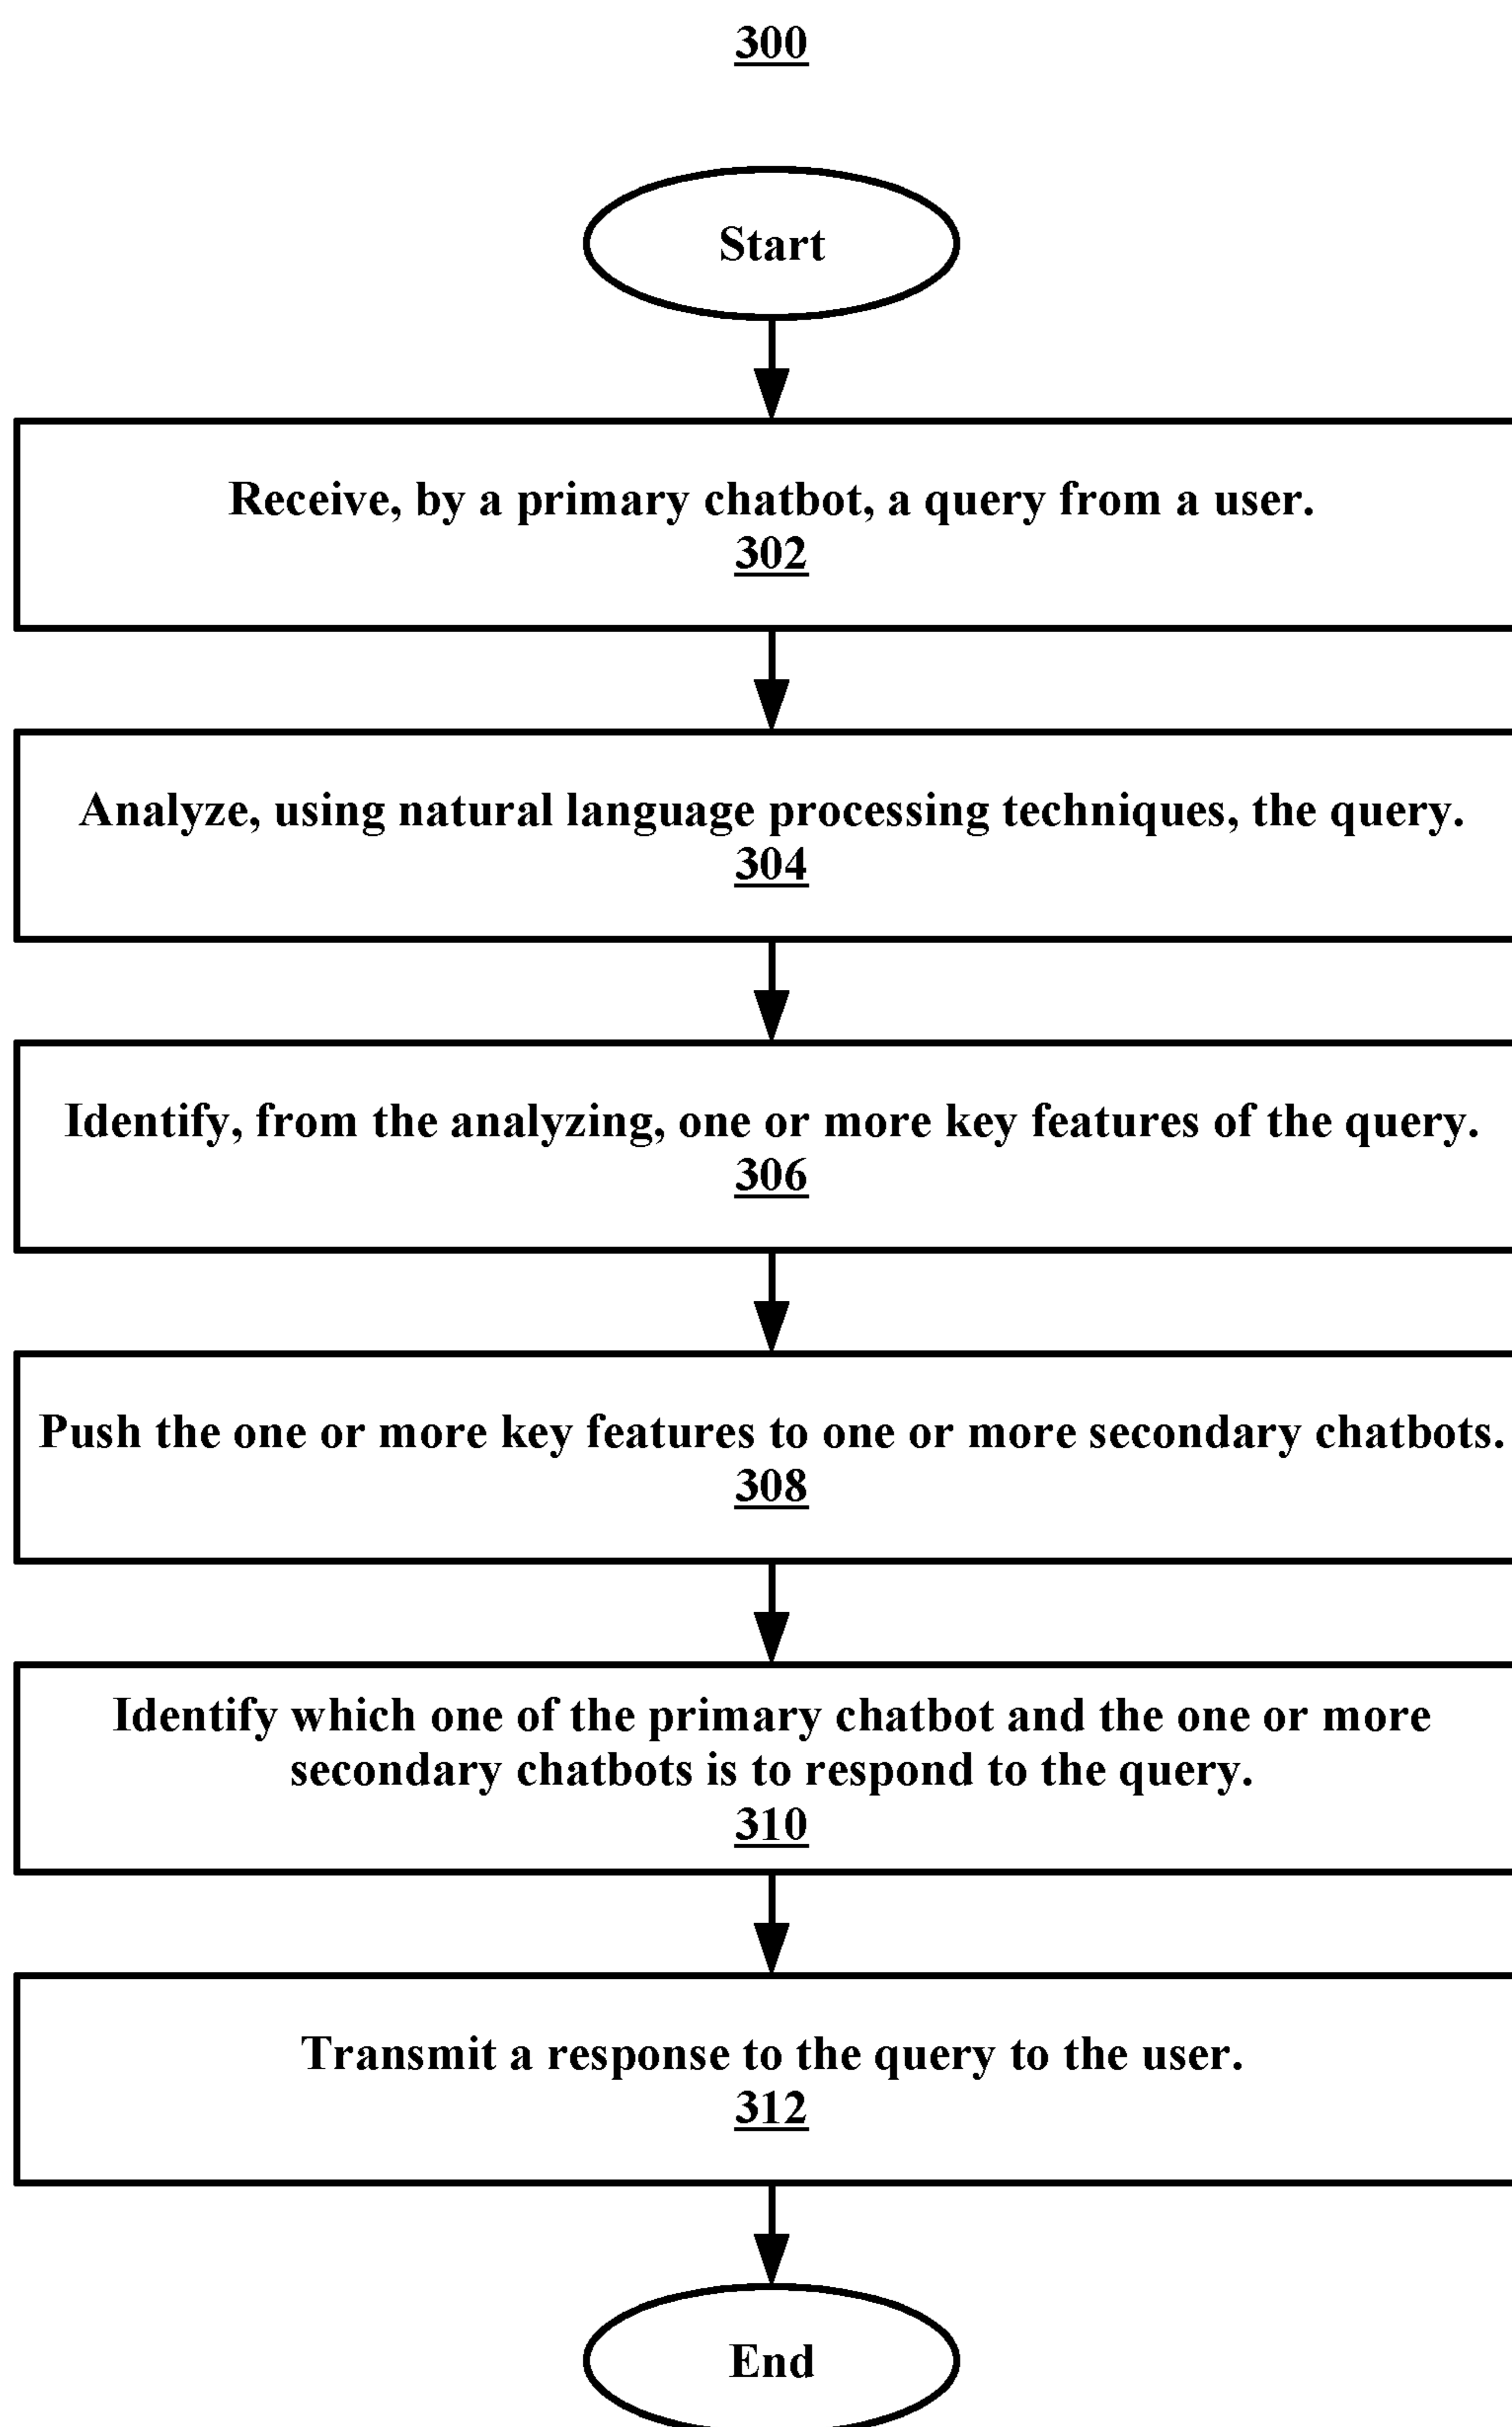 300
Start
Receive, by a primary chatbot, a query from a user.
302
Analyze, using natural language processing techniques, the query.
304
Identify, from the analyzing, one or more key features of the query.
306
Push the one or more key features to one or more secondary chatbots.
308
Identify which one of the primary chatbot and the one or more
secondary chatbots is to respond to the query.
310
Transmit a response to the query to the user.
312
End